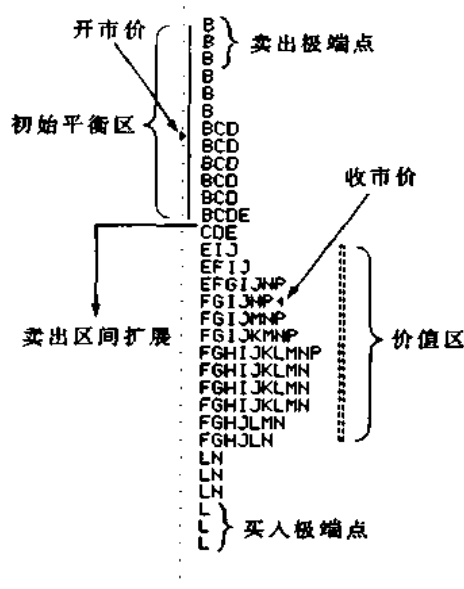 开市价
B
B
B
卖出极端点
B
B
B
初始平衡区
BCD
BCD
BCD
BCD
BCD
BCDE
收市价
CDE
EIJ
EFIJ
EFGIJNP
FGIJNP
卖出区间扩展
FGIJMNP
FGIJKMNP
价值区
FGHIJKLMNP
FGHIJKLMN
FGHIJKLMN
FGHIJKLMN
FGHJLMN
FGHJLN
LN
LN
LN
L
L
买入极端点
L